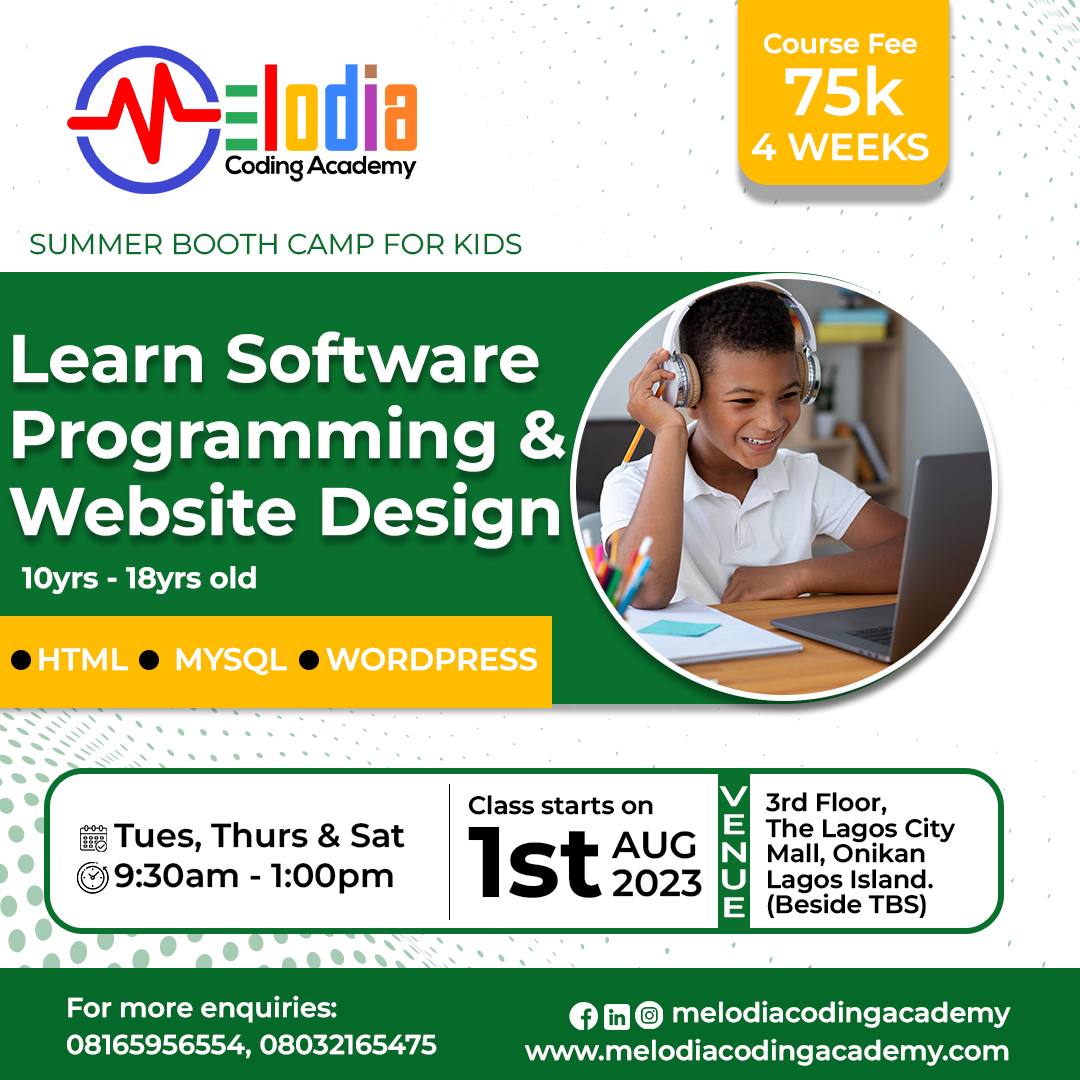 Melodia
Coding Academy
Course Fee
75k
4 WEEKS
SUMMER BOOTH CAMP FOR KIDS
Learn Software
Programming &
Website Design
10yrs - 18yrs old
● HTML ● MYSQL ● WORDPRESS
Tues, Thurs & Sat
9:30am - 1:00pm
Class starts on
1st AUG
2023
VENUE
3rd Floor,
The Lagos City
Mall, Onikan
Lagos Island.
(Beside TBS)
For more enquiries:
08165956554, 08032165475
melodiacodingacademy
www.melodiacodingacademy.com